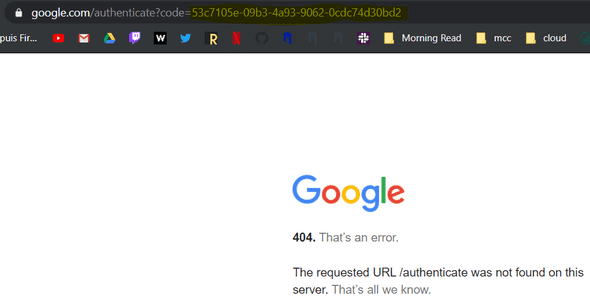 google.com/authenticate?code=53c7105e-09b3-4a93-9062-0cdc74d30bd2
puis Fir... W R N Morning Read mcc cloud
Google
404. That's an error.
The requested URL /authenticate was not found on this
server. That's all we know.